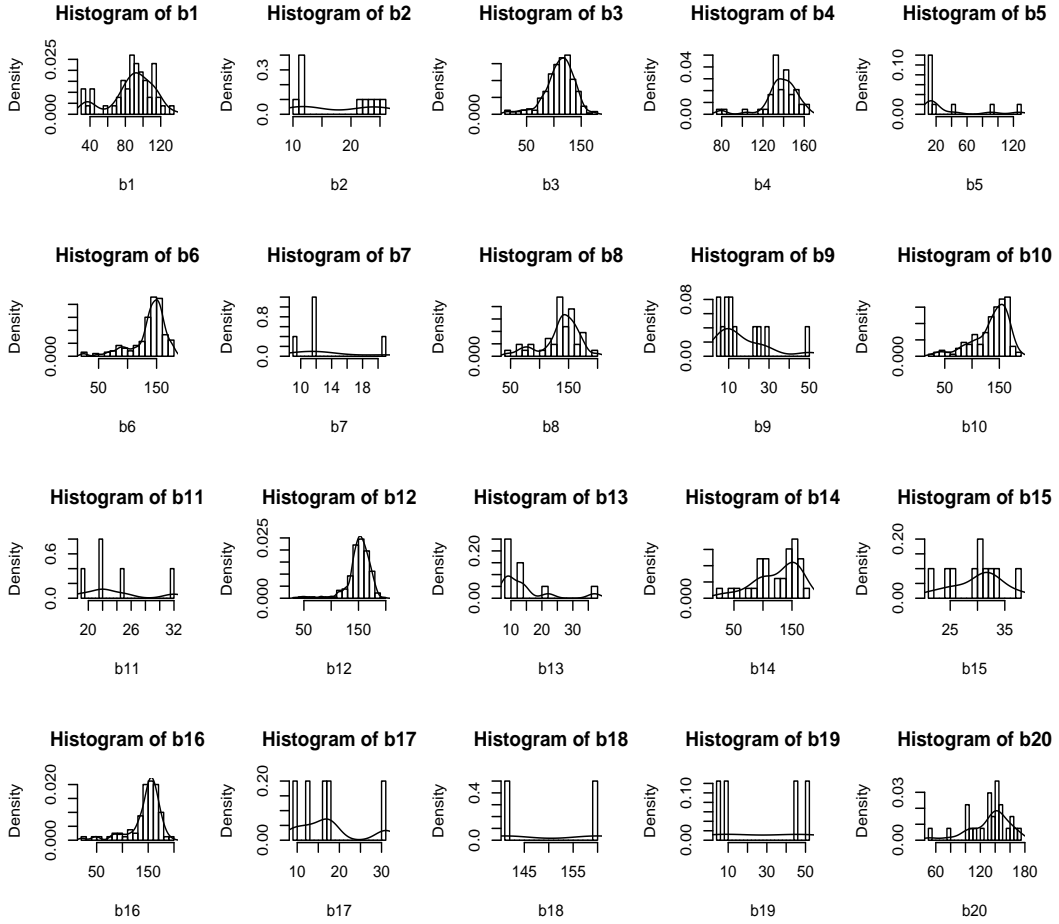 Histogram of b1
Density
0.000 0.025
40 80 120
b1
Histogram of b2
Density
0.0 0.3
10 20
b2
Histogram of b3
Density
0.000
50 150
b3
Histogram of b4
Density
0.00 0.04
80 120 160
b4
Histogram of b5
Density
0.00 0.10
20 60 120
b5
Histogram of b6
Density
0.000
50 150
b6
Histogram of b7
Density
0.0 0.8
10 14 18
b7
Histogram of b8
Density
0.000
50 150
b8
Histogram of b9
Density
0.00 0.08
10 30 50
b9
Histogram of b10
Density
0.000
50 150
b10
Histogram of b11
Density
0.0 0.6
20 26 32
b11
Histogram of b12
Density
0.000 0.025
50 150
b12
Histogram of b13
Density
0.00 0.20
10 20 30
b13
Histogram of b14
Density
0.000
50 150
b14
Histogram of b15
Density
0.00 0.20
25 35
b15
Histogram of b16
Density
0.000 0.020
50 150
b16
Histogram of b17
Density
0.00 0.20
10 20 30
b17
Histogram of b18
Density
0.0 0.4
145 155
b18
Histogram of b19
Density
0.00 0.10
10 30 50
b19
Histogram of b20
Density
0.00 0.03
60 120 180
b20